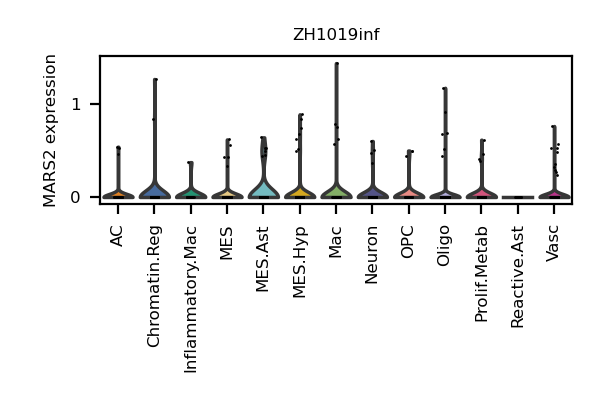 ZH1019inf
MARS2 expression
1
0
AC
Chromatin.Reg
Inflammatory.Mac
MES
MES.Ast
MES.Hyp
Mac
Neuron
OPC
Oligo
Prolif.Metab
Reactive.Ast
Vasc